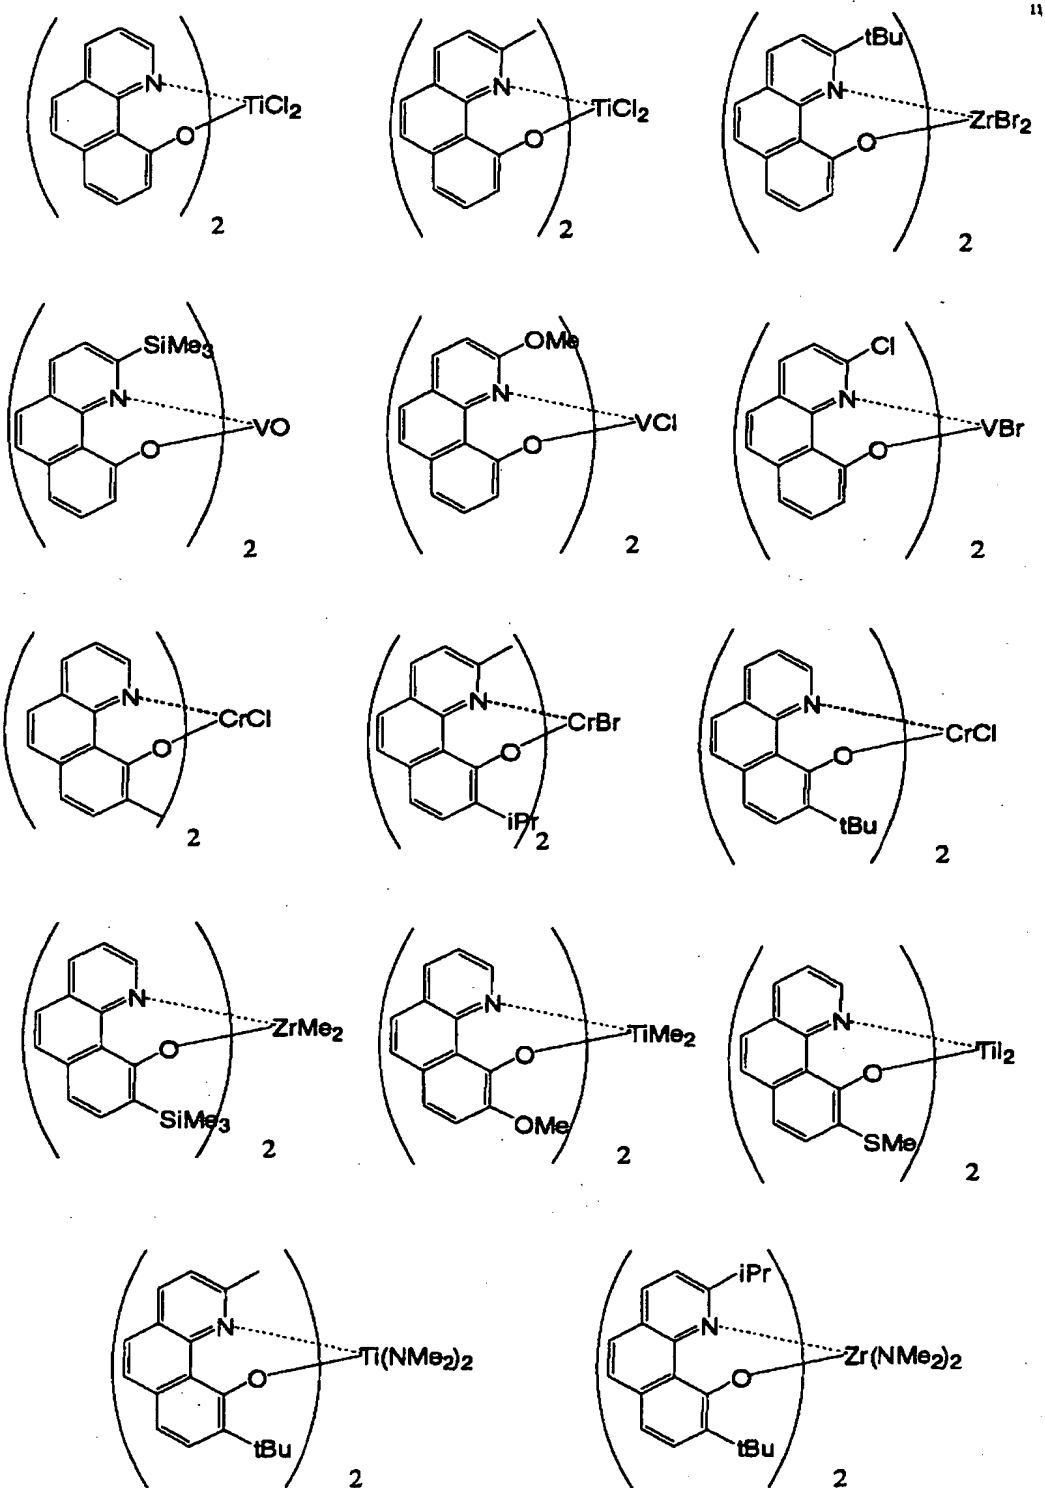 11
N TiCl2
O
2
N TiCl2
O
2
tBu
N ZrBr2
O
2
SiMe3
N VO
O
2
OMe
N VCl
O
2
Cl
N VBr
O
2
N CrCl
O
2
N CrBr
O
iPr
2
N CrCl
O
tBu
2
N ZrMe2
O
SiMe3
2
N TiMe2
O
OMe
2
N TiI2
O
SMe
2
N Ti(NMe2)2
O
tBu
2
iPr
N Zr(NMe2)2
O
tBu
2